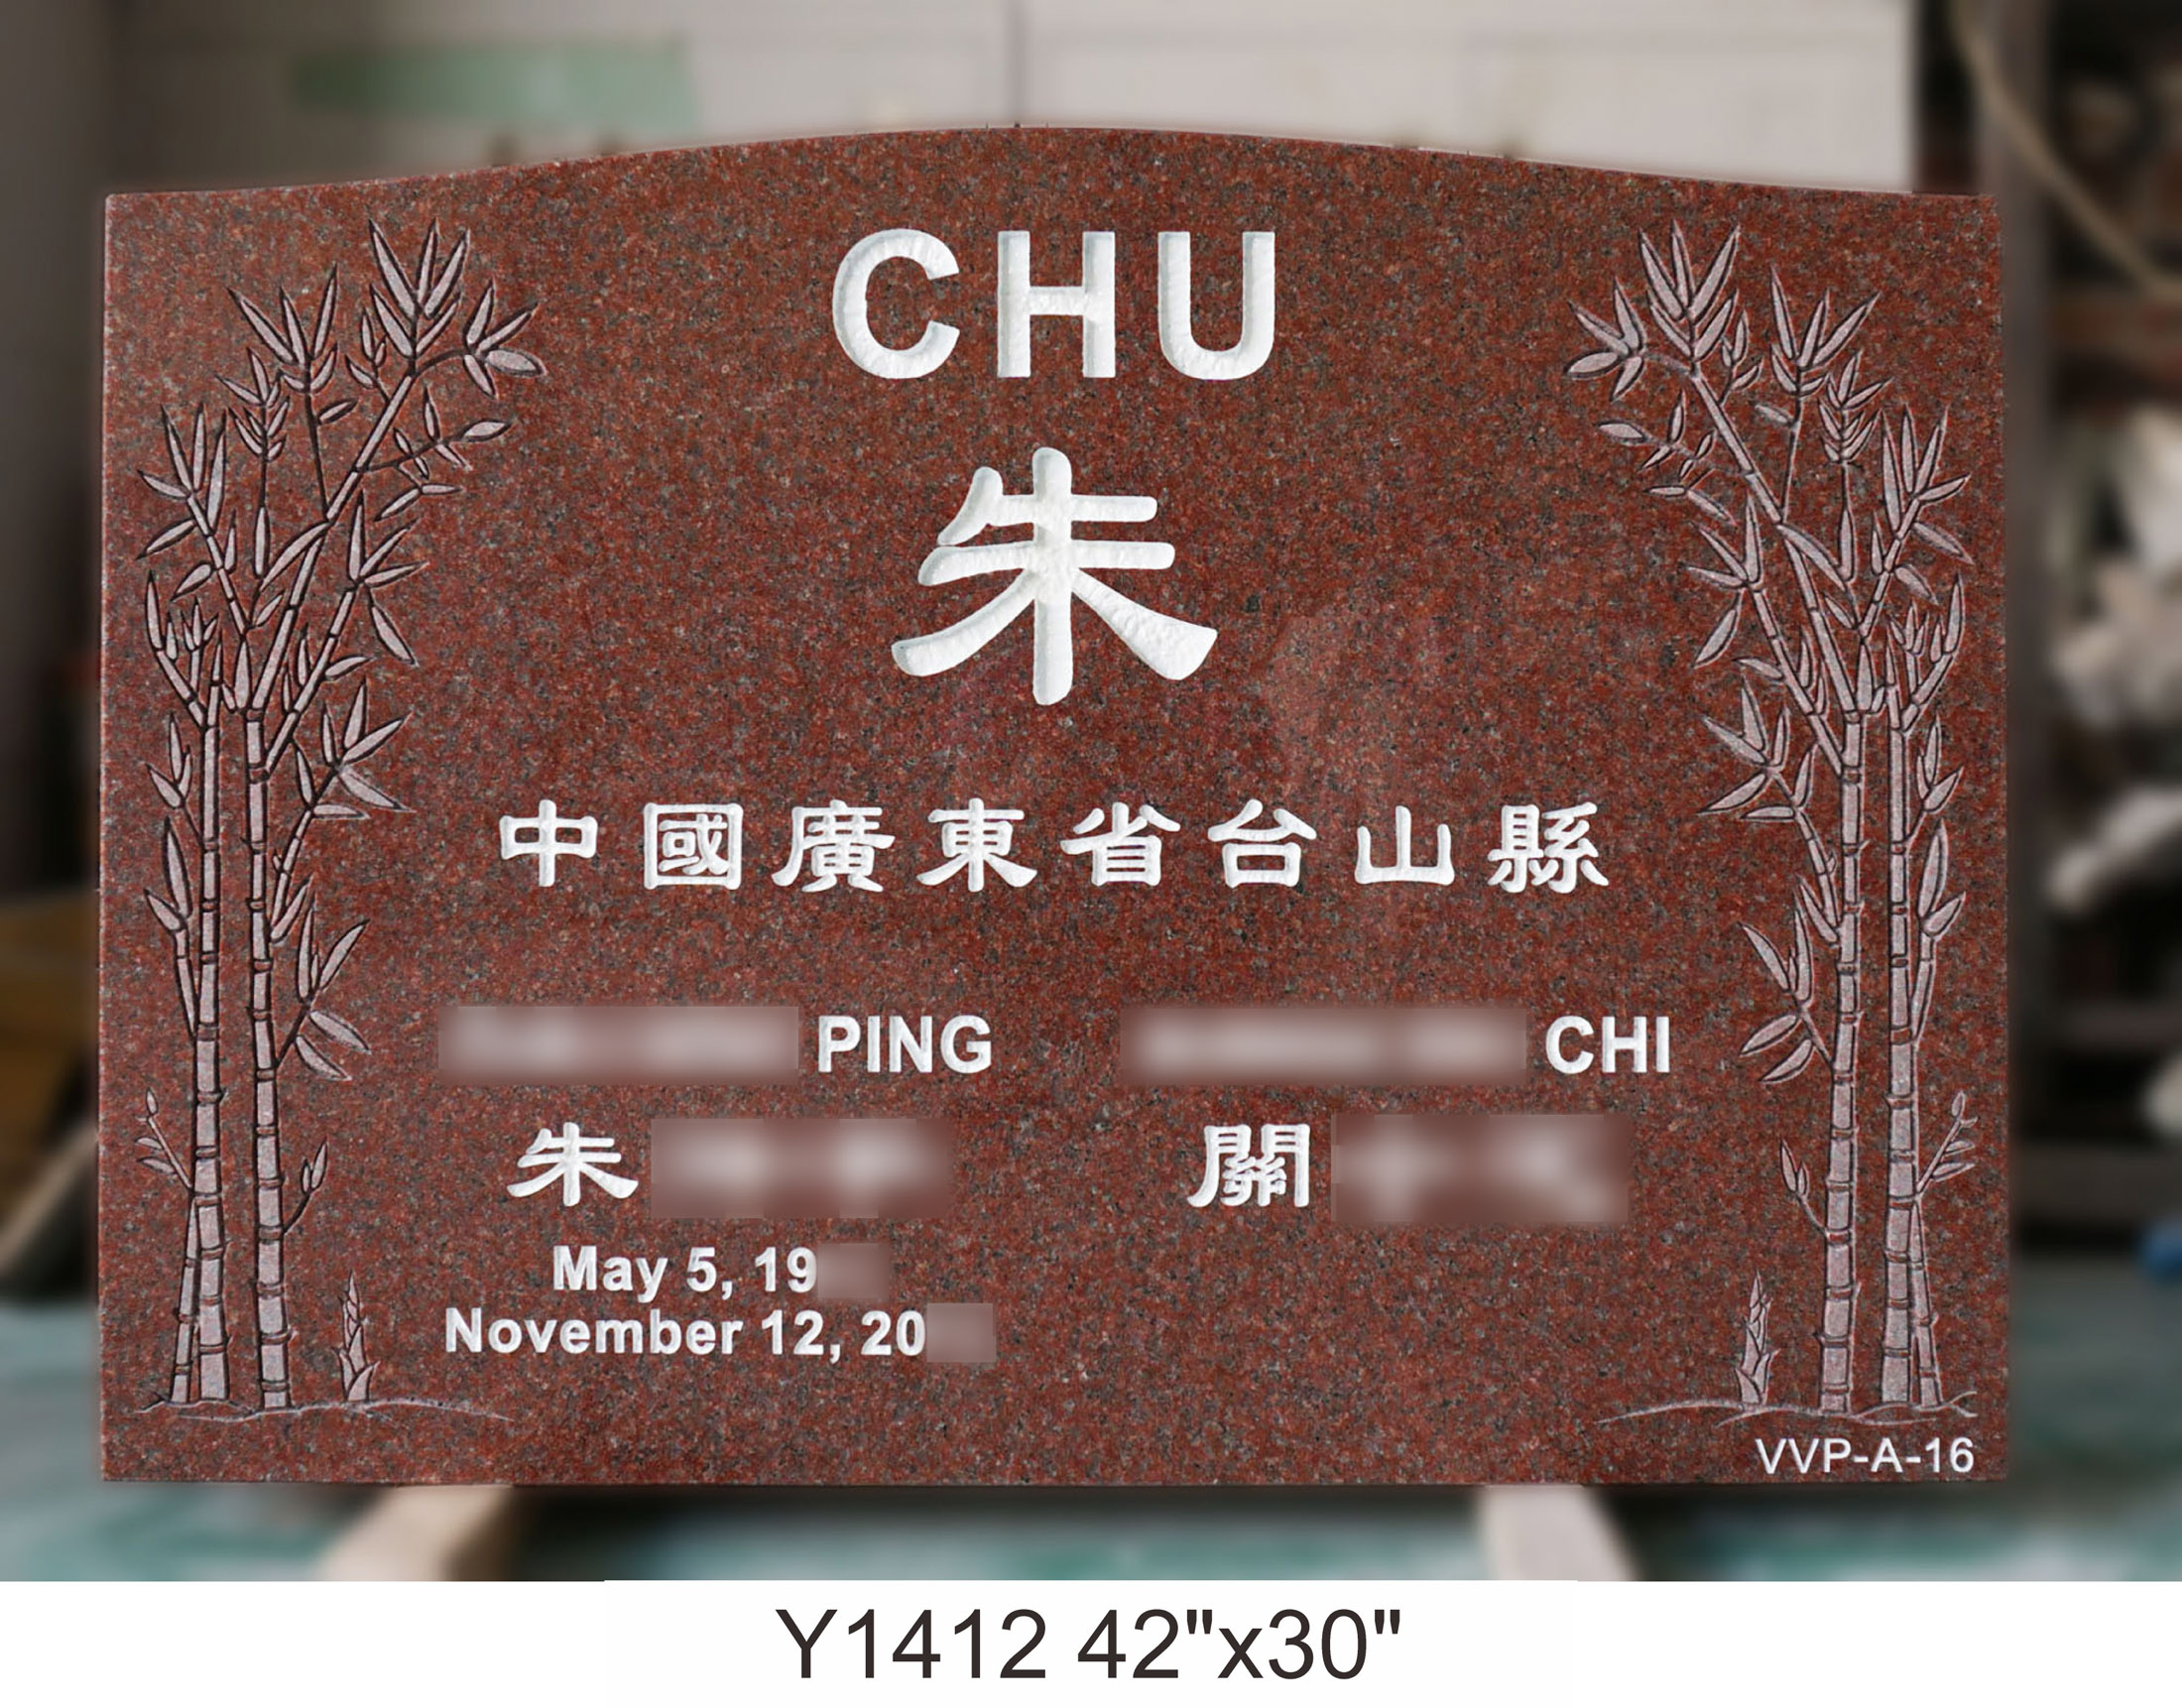 CHU
朱
中國廣東省台山縣
PING CHI
朱 關
May 5, 19
November 12, 20
VVP-A-16
Y1412 42"x30"